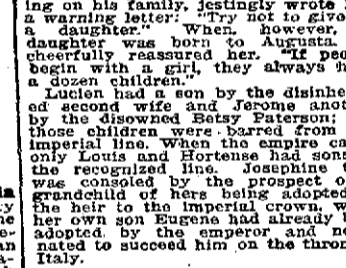 ing on his family, jestingly wrote
a warning letter: "Try not to give
a daughter." When, however,
daughter was born to Augusta,
cheerfully reassured her. "If peo
begin with a girl, they always h
a dozen children."
Lucien had a son by the disinhe
ed second wife and Jerome anot
by the disowned Betsy Paterson;
those children were barred from
imperial line. When the empire ca
only Louis and Hortense had sons
the recognized line. Josephine
was consoled by the prospect o
grandchild of hers being adopted
the heir to the imperial crown, w
her own son Eugene had already
adopted by the emperor and no
nated to succeed him on the thron
Italy.